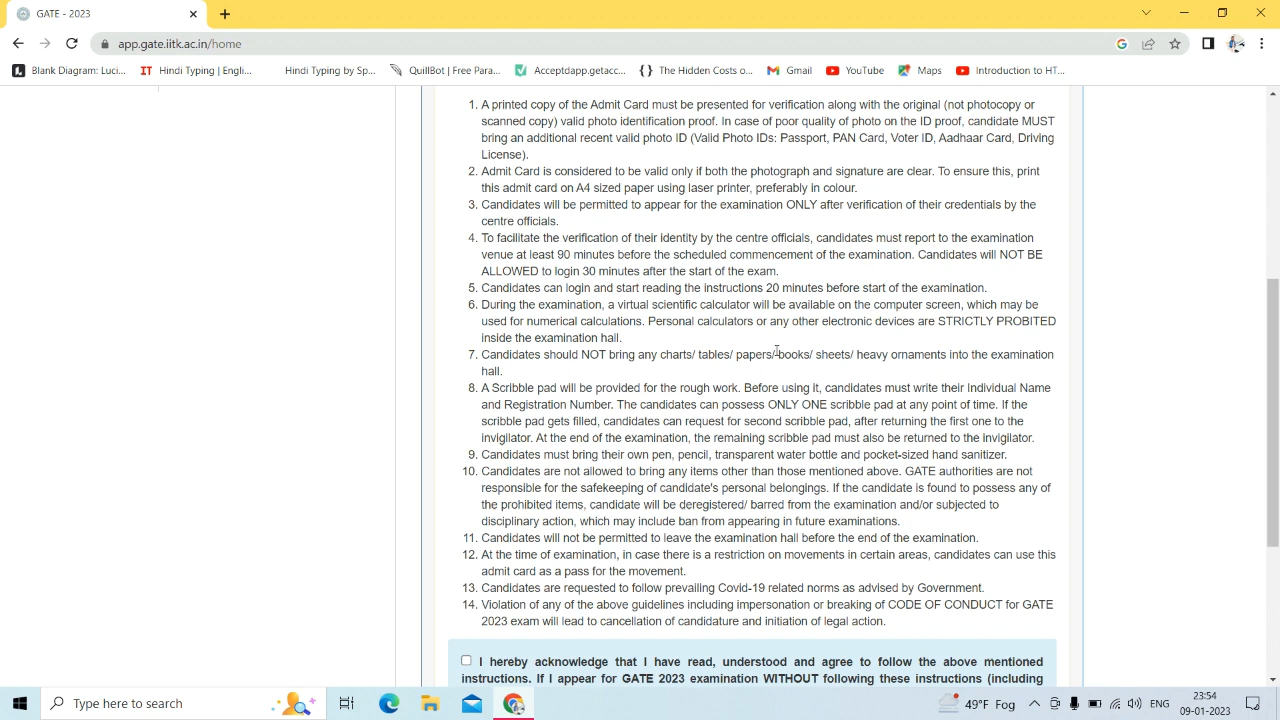 GATE - 2023
app.gate.iitk.ac.in/home
Blank Diagram: Luci...
Hindi Typing | Engli...
Hindi Typing by Sp...
QuillBot | Free Para...
Acceptdapp.getacc...
The Hidden Costs o...
Gmail
YouTube
Maps
Introduction to HT...
1. A printed copy of the Admit Card must be presented for verification along with the original (not photocopy or
scanned copy) valid photo identification proof. In case of poor quality of photo on the ID proof, candidate MUST
bring an additional recent valid photo ID (Valid Photo IDs: Passport, PAN Card, Voter ID, Aadhaar Card, Driving
License).
2. Admit Card is considered to be valid only if both the photograph and signature are clear. To ensure this, print
this admit card on A4 sized paper using laser printer, preferably in colour.
3. Candidates will be permitted to appear for the examination ONLY after verification of their credentials by the
centre officials.
4. To facilitate the verification of their identity by the centre officials, candidates must report to the examination
venue at least 90 minutes before the scheduled commencement of the examination. Candidates will NOT BE
ALLOWED to login 30 minutes after the start of the exam.
5. Candidates can login and start reading the instructions 20 minutes before start of the examination.
6. During the examination, a virtual scientific calculator will be available on the computer screen, which may be
used for numerical calculations. Personal calculators or any other electronic devices are STRICTLY PROBITED
inside the examination hall.
7. Candidates should NOT bring any charts/ tables/ papers/ books/ sheets/ heavy ornaments into the examination
hall.
8. A Scribble pad will be provided for the rough work. Before using it, candidates must write their Individual Name
and Registration Number. The candidates can possess ONLY ONE scribble pad at any point of time. If the
scribble pad gets filled, candidates can request for second scribble pad, after returning the first one to the
invigilator. At the end of the examination, the remaining scribble pad must also be returned to the invigilator.
9. Candidates must bring their own pen, pencil, transparent water bottle and pocket-sized hand sanitizer.
10. Candidates are not allowed to bring any items other than those mentioned above. GATE authorities are not
responsible for the safekeeping of candidate's personal belongings. If the candidate is found to possess any of
the prohibited items, candidate will be deregistered/ barred from the examination and/or subjected to
disciplinary action, which may include ban from appearing in future examinations.
11. Candidates will not be permitted to leave the examination hall before the end of the examination.
12. At the time of examination, in case there is a restriction on movements in certain areas, candidates can use this
admit card as a pass for the movement.
13. Candidates are requested to follow prevailing Covid-19 related norms as advised by Government.
14. Violation of any of the above guidelines including impersonation or breaking of CODE OF CONDUCT for GATE
2023 exam will lead to cancellation of candidature and initiation of legal action.
I hereby acknowledge that I have read, understood and agree to follow the above mentioned
instructions. If I appear for GATE 2023 examination WITHOUT following these instructions (including
Type here to search
49°F Fog
ENG
23:54
09-01-2023